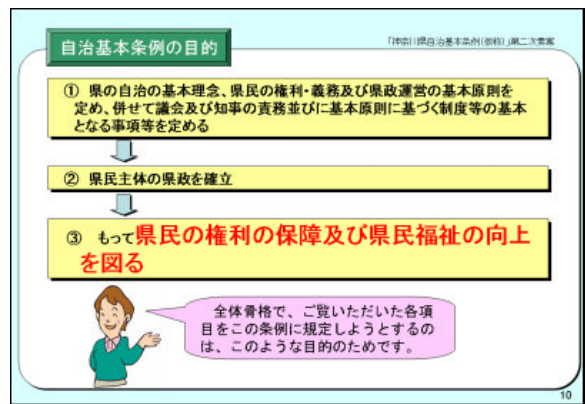 「神奈川県自治基本条例(仮称)」第二次素案
自治基本条例の目的
① 県の自治の基本理念、県民の権利・義務及び県政運営の基本原則を
定め、併せて議会及び知事の責務並びに基本原則に基づく制度等の基本
となる事項等を定める
② 県民主体の県政を確立
③ もって県民の権利の保障及び県民福祉の向上
を図る
全体骨格で、ご覧いただいた各項
目をこの条例に規定しようとするの
は、このような目的のためです。
10